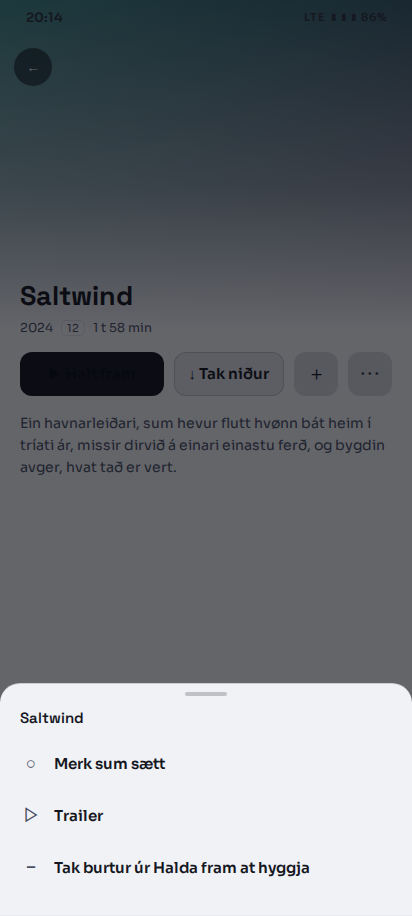 20:14
LTE 86%
←
Saltwind
2024 12 1 t 58 min
↓ Tak niður + ···
Ein havnarleiðari, sum hevur flutt hvønn bát heim í
tríati ár, missir dirvið á einari einastu ferð, og bygdin
avger, hvat tað er vert.
Saltwind
Merk sum sætt
Trailer
Tak burtur úr Halda fram at hyggja